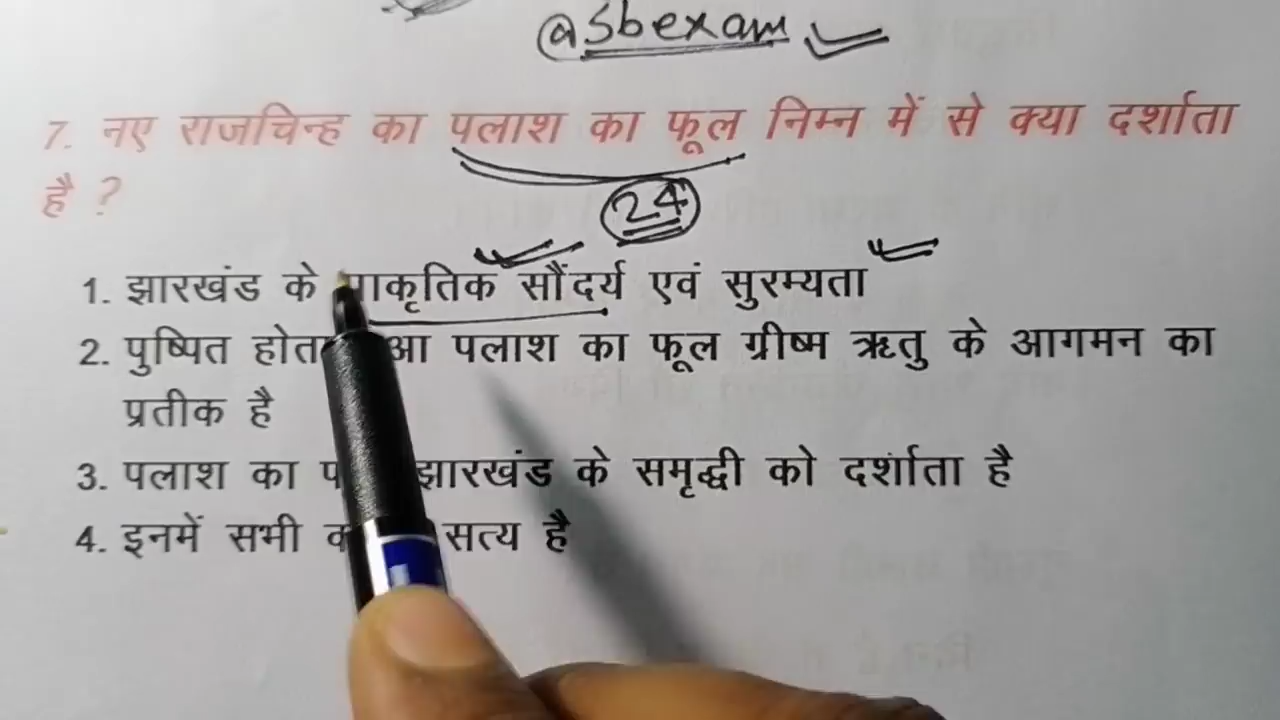 @Sbexam
7. नए राजचिन्ह का पलाश का फूल निम्न में से क्या दर्शाता
है ?
24
1. झारखंड के प्राकृतिक सौंदर्य एवं सुरम्यता
2. पुष्पित होता हुआ पलाश का फूल ग्रीष्म ऋतु के आगमन का
प्रतीक है
3. पलाश का झारखंड के समृद्धी को दर्शाता है
4. इनमें सभी सत्य है